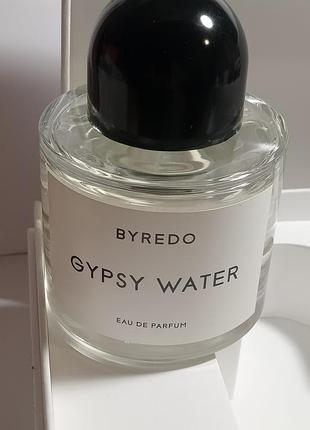 BYREDO
GYPSY WATER
EAU DE PARFUM